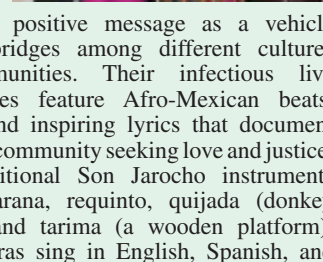 positive message as a vehicl
bridges among different culture
munities. Their infectious liv
es feature Afro-Mexican beats
nd inspiring lyrics that documen
community seeking love and justice
itional Son Jarocho instrument
arana, requinto, quijada (donke
and tarima (a wooden platform)
ras sing in English, Spanish, an